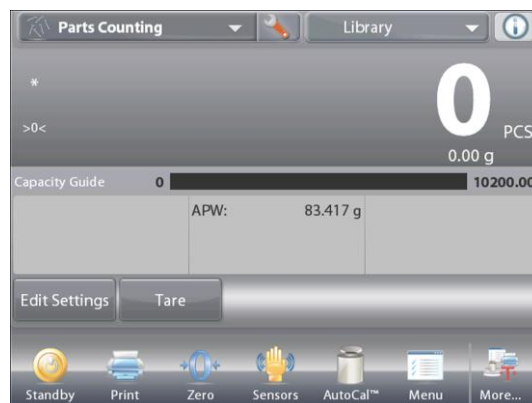 Parts Counting
Library
*
>0<
0
PCS
0.00 g
Capacity Guide 0 10200.00
APW: 83.417 g
Edit Settings Tare
Standby Print Zero Sensors AutoCal™ Menu More...